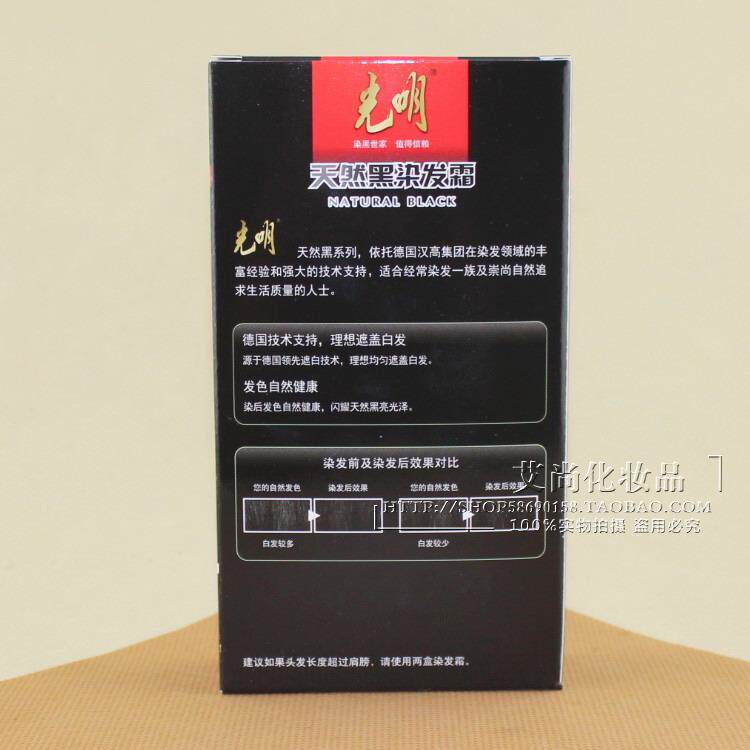 光明
染黑世家 值得信赖
天然黑染发霜
NATURAL BLACK
光明 天然黑系列，依托德国汉高集团在染发领域的丰
富经验和强大的技术支持，适合经常染发一族及崇尚自然追
求生活质量的人士。
德国技术支持，理想遮盖白发
源于德国领先遮白技术，理想均匀遮盖白发。
发色自然健康
染后发色自然健康，闪耀天然黑亮光泽。
染发前及染发后效果对比
您的自然发色 染发后效果 您的自然发色 染发后效果
白发较多 白发较少
艾尚化妆品
HTTP://SHOP58690158.TAOBAO.COM
100%实物拍摄 盗用必究
建议如果头发长度超过肩膀，请使用两盒染发霜。